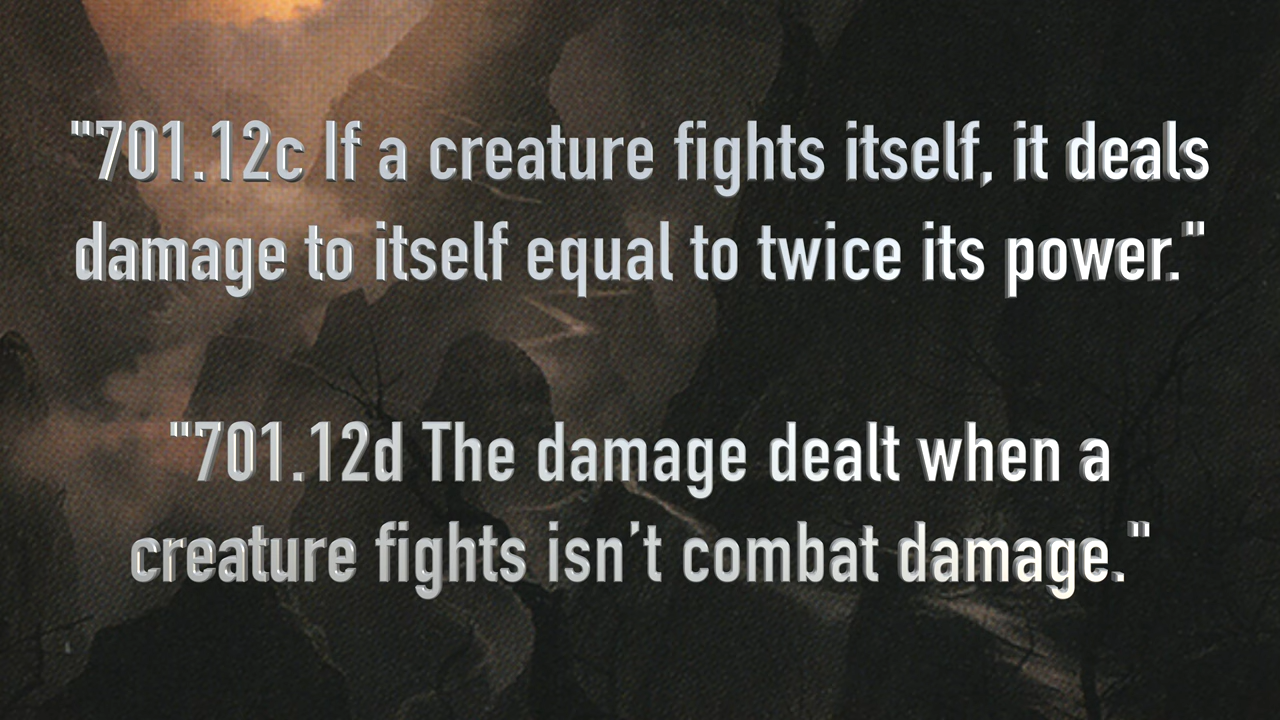 "701.12c If a creature fights itself, it deals
damage to itself equal to twice its power."
"701.12d The damage dealt when a
creature fights isn’t combat damage."